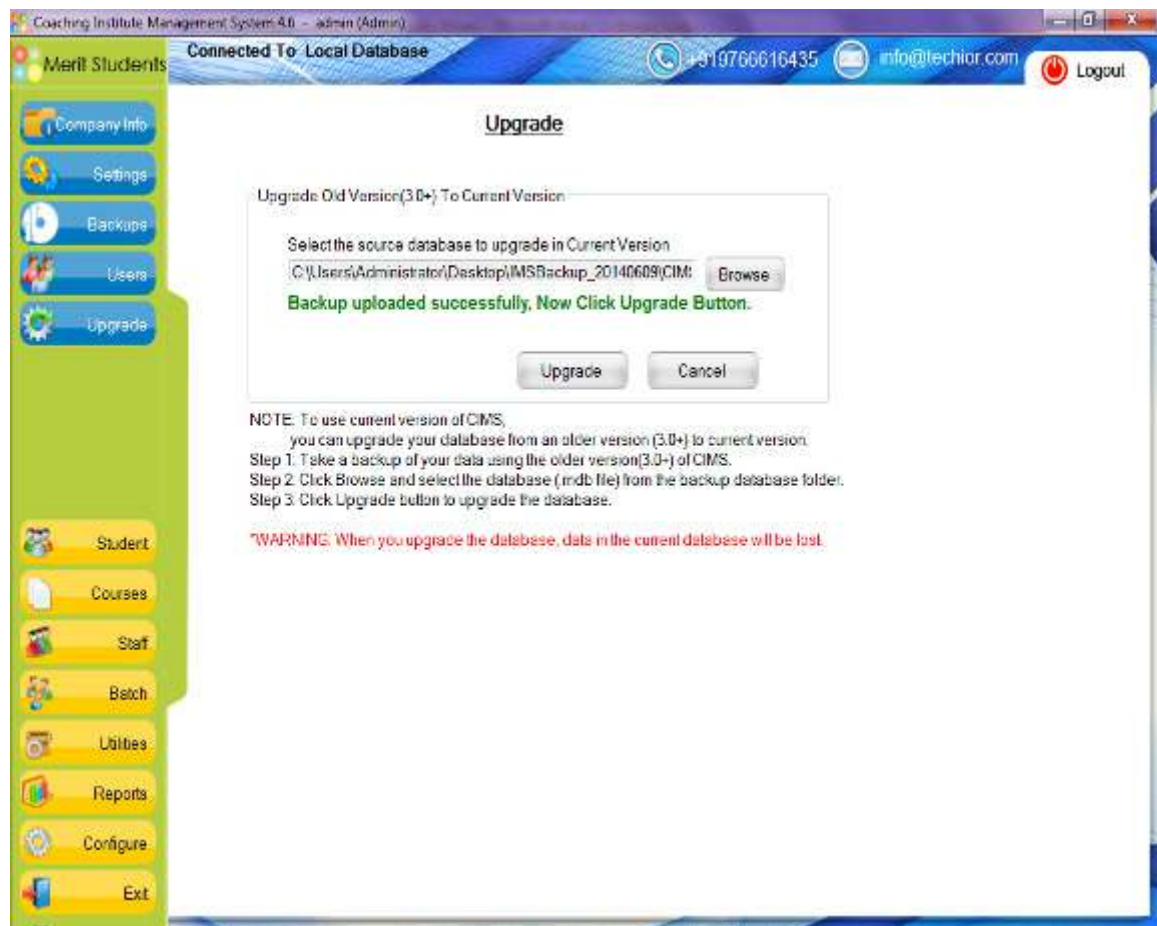 Coaching Institute Management System 4.0 - admin (Admin)
Merit Students
Connected To Local Database
+919766616435
info@techior.com
Logout
Company Info
Settings
Backups
Users
Upgrade
Upgrade
Upgrade Old Version(3.0+) To Current Version
Select the source database to upgrade in Current Version
C:\Users\Administrator\Desktop\IMSBackup_20140609\CIM
Browse
Backup uploaded successfully, Now Click Upgrade Button.
Upgrade
Cancel
NOTE: To use current version of CIMS,
you can upgrade your database from an older version (3.0+) to current version.
Step 1: Take a backup of your data using the older version(3.0+) of CIMS.
Step 2: Click Browse and select the database (.mdb file) from the backup database folder.
Step 3: Click Upgrade button to upgrade the database.
*WARNING: When you upgrade the database, data in the current database will be lost.
Student
Courses
Staff
Batch
Utilities
Reports
Configure
Exit